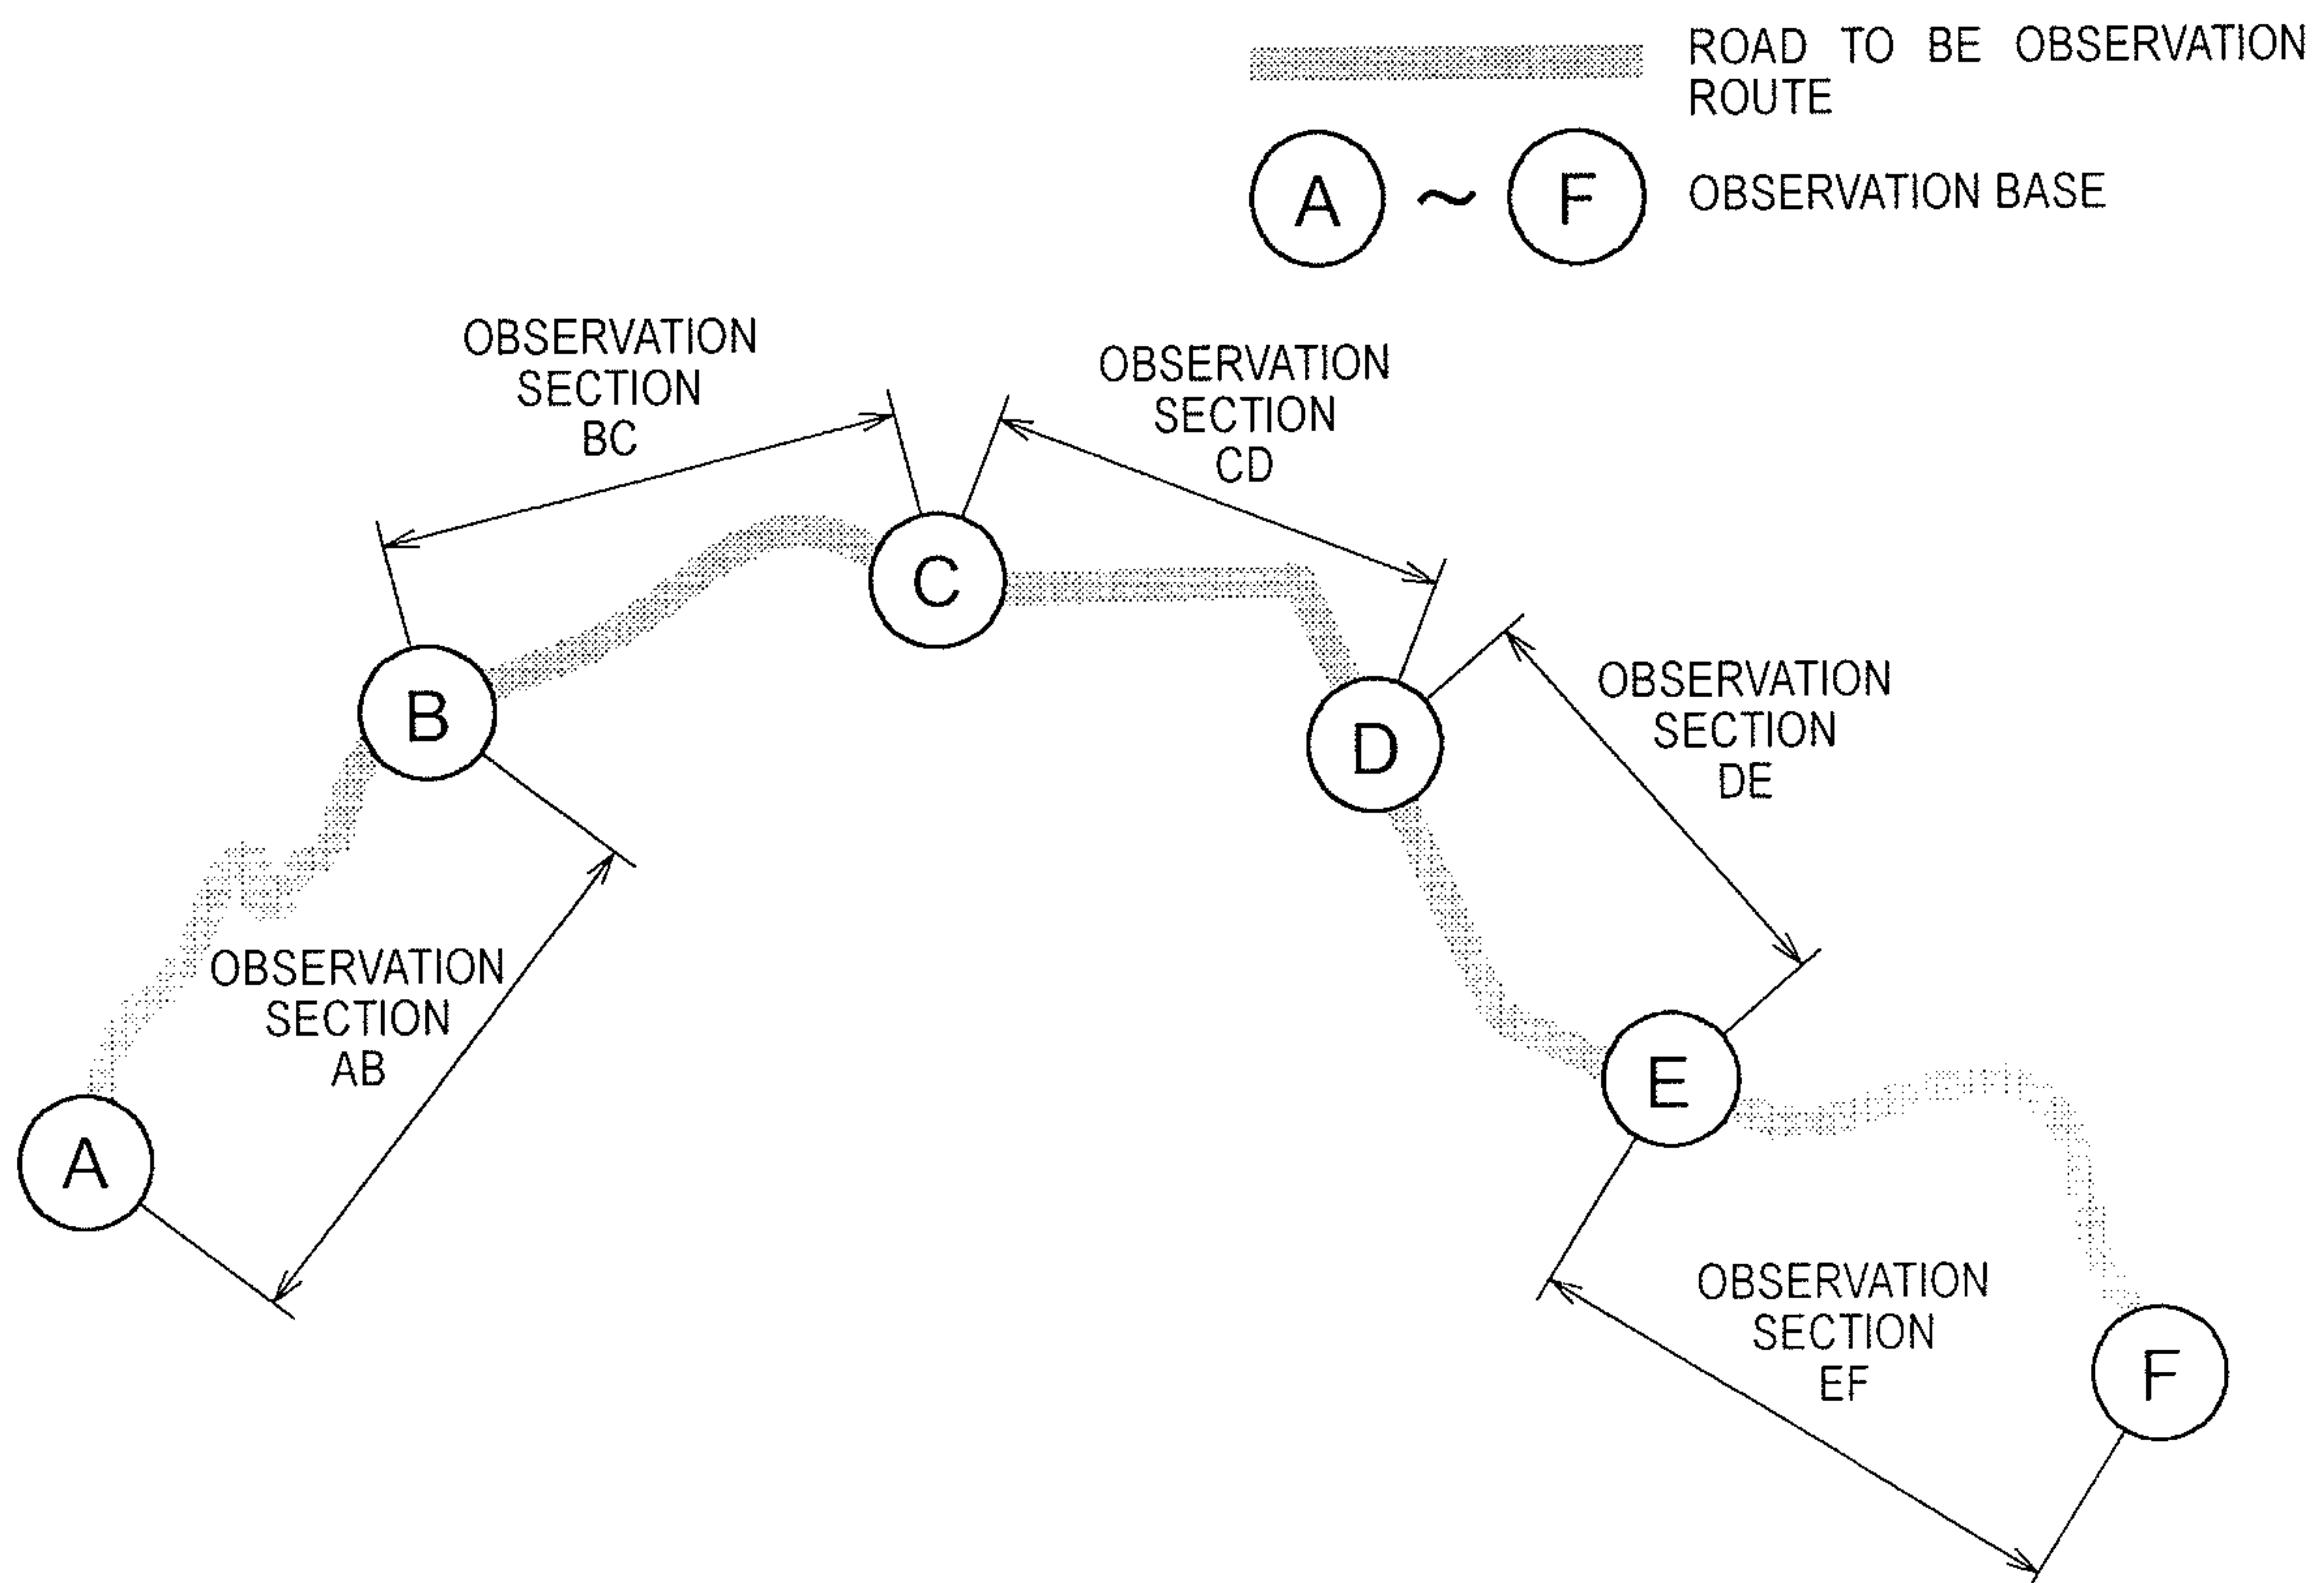 ROAD TO BE OBSERVATION
ROUTE
A ~ F OBSERVATION BASE
OBSERVATION
SECTION
BC
OBSERVATION
SECTION
CD
C
B
D
OBSERVATION
SECTION
DE
OBSERVATION
SECTION
AB
E
A
OBSERVATION
SECTION
EF
F